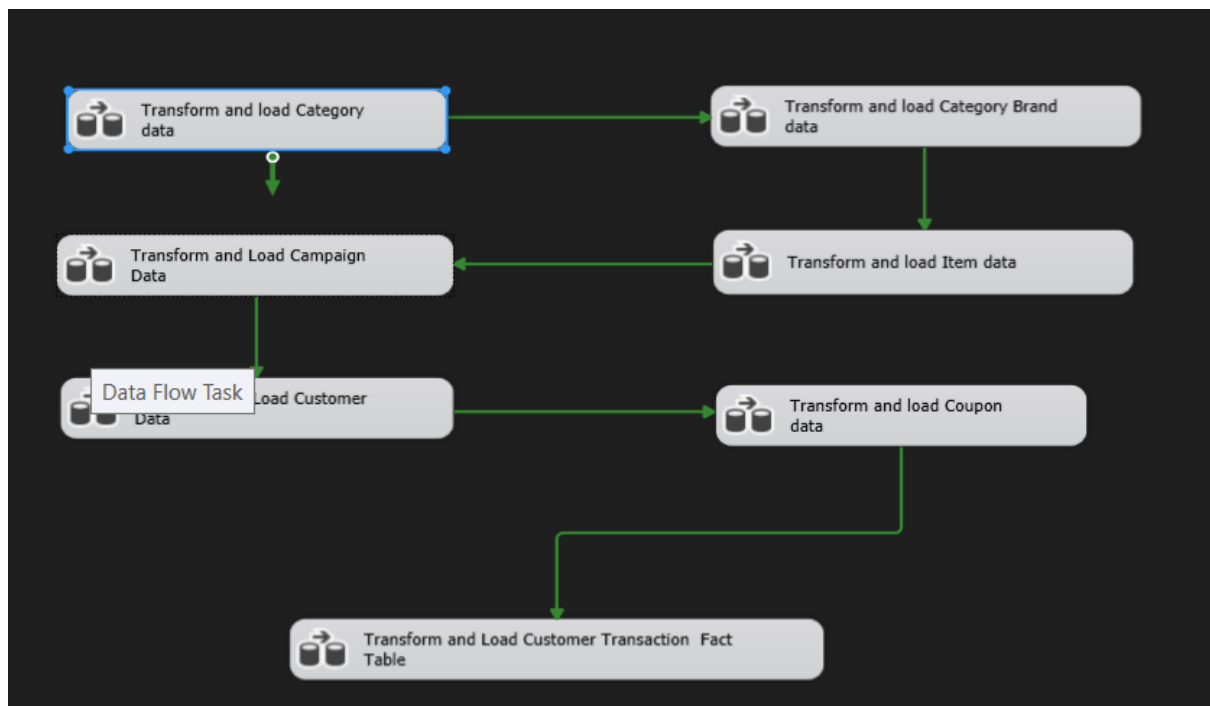 Transform and load Category
data
Transform and load Category Brand
data
Transform and Load Campaign
Data
Transform and load Item data
Data Flow Task
Load Customer
Data
Transform and load Coupon
data
Transform and Load Customer Transaction  Fact
Table